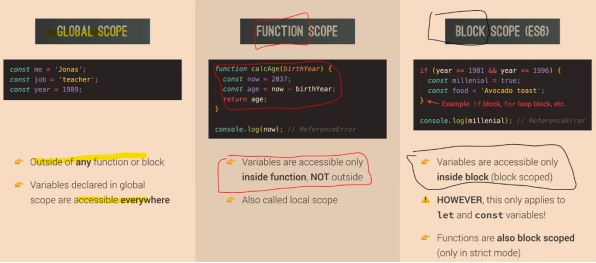 GLOBAL SCOPE
const me = 'Jonas';
const job = 'teacher';
const year = 1989;
Outside of any function or block
Variables declared in global
scope are accessible everywhere
FUNCTION SCOPE
function calcAge(birthYear) {
const now = 2037;
const age = now - birthYear;
return age;
}
console.log(now); // ReferenceError
Variables are accessible only
inside function, NOT outside
Also called local scope
BLOCK SCOPE (ES6)
if (year >= 1981 && year <= 1996) {
const millenial = true;
const food = 'Avocado toast';
} Example: if block, for loop block, etc.
console.log(millenial); // ReferenceError
Variables are accessible only
inside block (block scoped)
HOWEVER, this only applies to
let and const variables!
Functions are also block scoped
(only in strict mode)